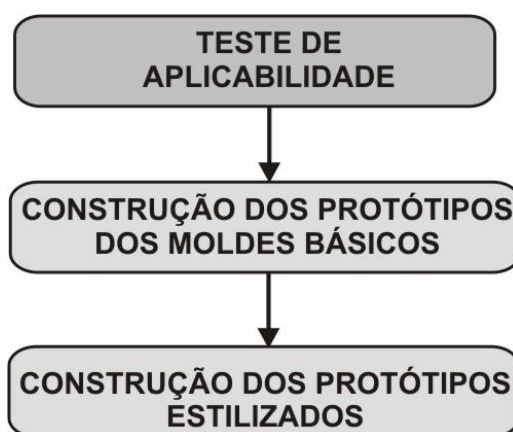 TESTE DE
APLICABILIDADE
CONSTRUÇÃO DOS PROTÓTIPOS
DOS MOLDES BÁSICOS
CONSTRUÇÃO DOS PROTÓTIPOS
ESTILIZADOS